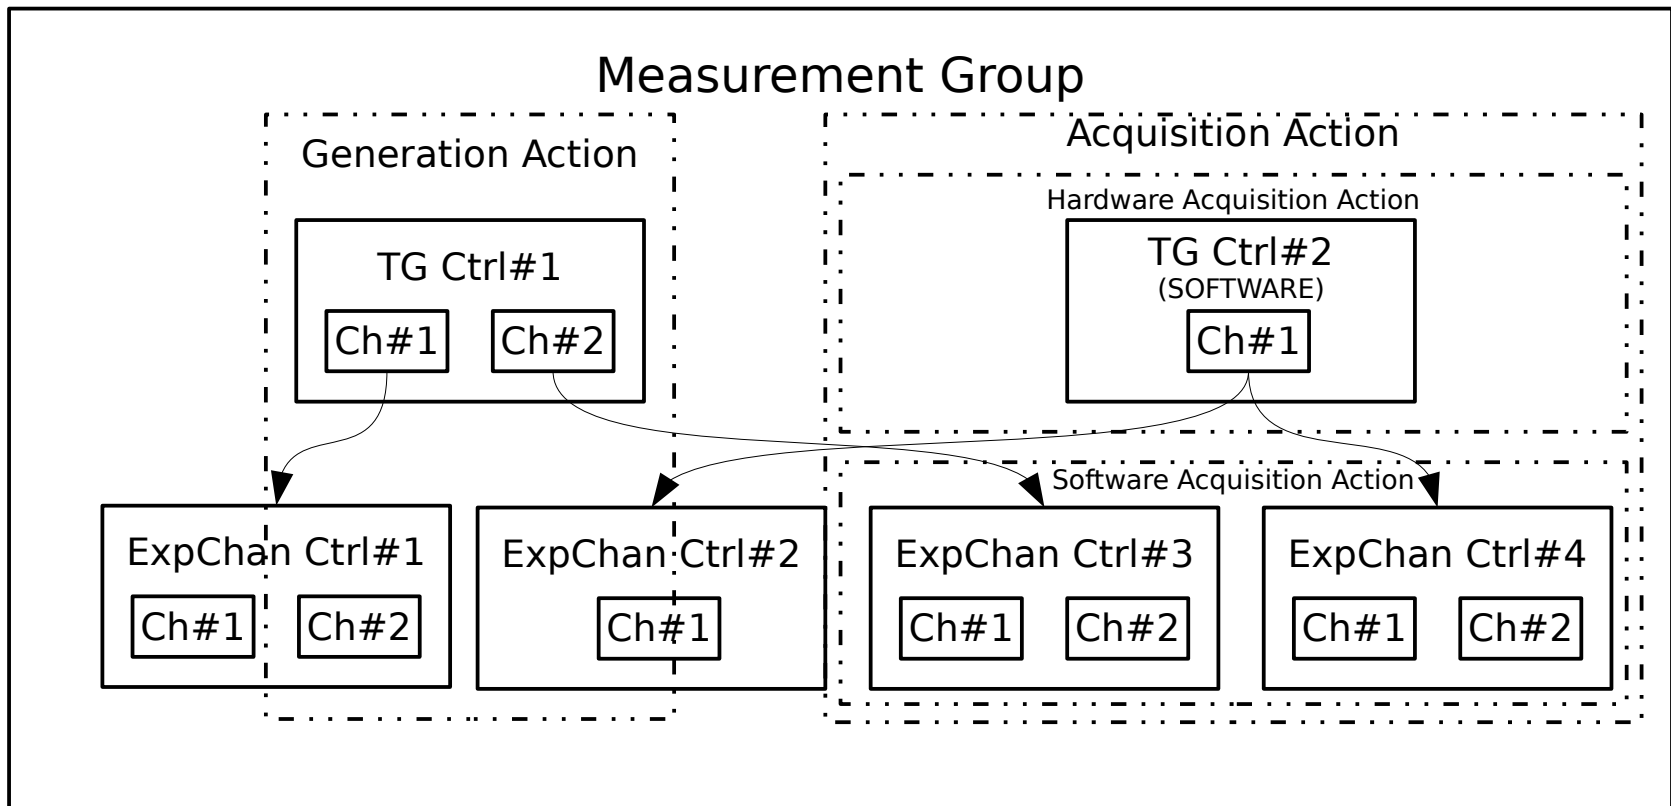 Measurement Group
Generation Action
Acquisition Action
Hardware Acquisition Action
TG Ctrl#1
TG Ctrl#2
(SOFTWARE)
Ch#1 Ch#2
Ch#1
Software Acquisition Action
ExpChan Ctrl#1
ExpChan Ctrl#2
ExpChan Ctrl#3
ExpChan Ctrl#4
Ch#1 Ch#2
Ch#1
Ch#1 Ch#2
Ch#1 Ch#2